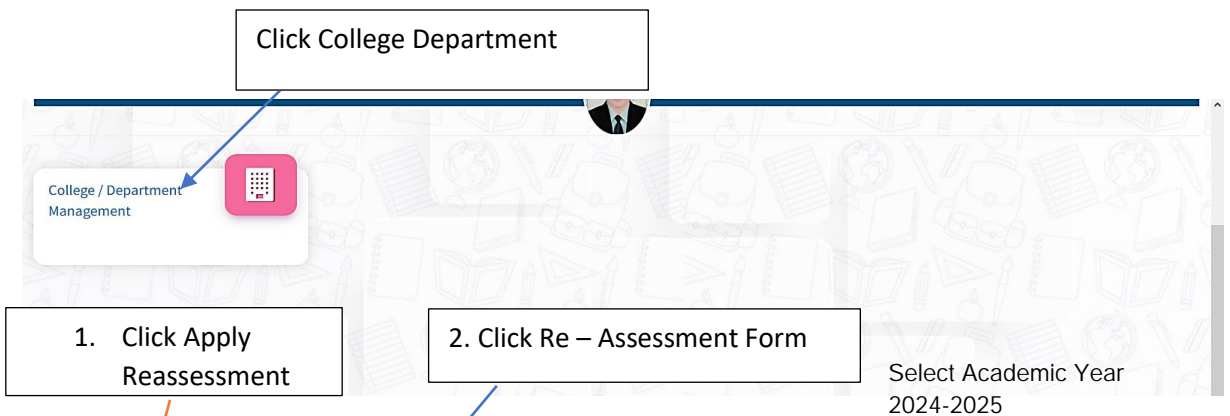 Click College Department
College / Department
Management
1. Click Apply
Reassessment
2. Click Re – Assessment Form
Select Academic Year
2024-2025